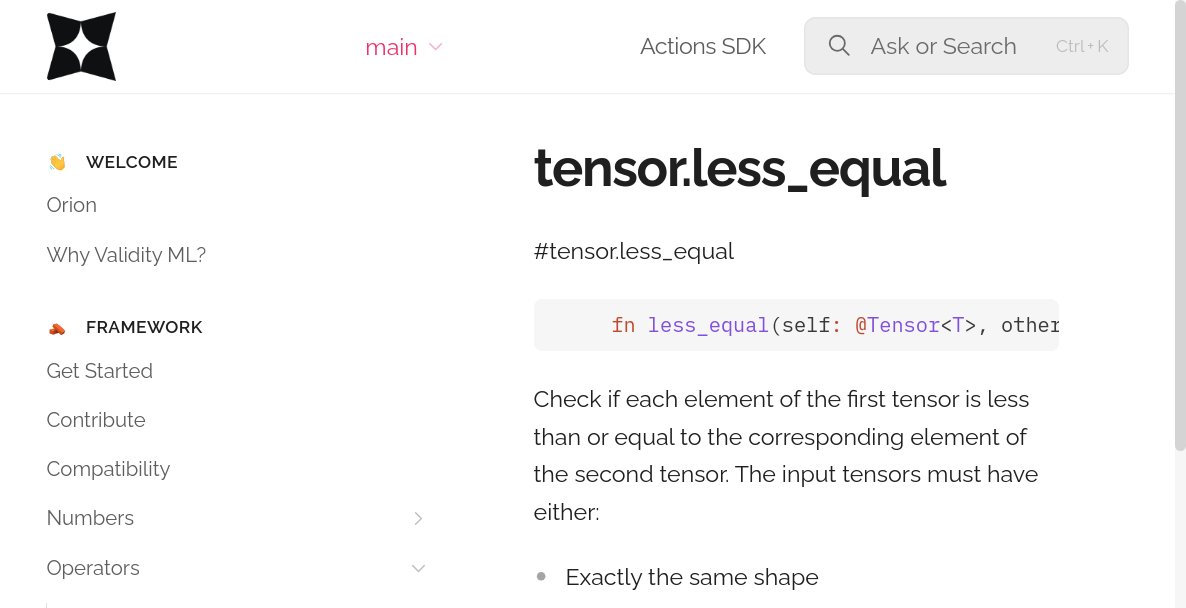 main
Actions SDK
Ask or Search
Ctrl + K
WELCOME
Orion
Why Validity ML?
FRAMEWORK
Get Started
Contribute
Compatibility
Numbers
Operators
tensor.less_equal
#tensor.less_equal
fn less_equal(self: @Tensor<T>, other
Check if each element of the first tensor is less
than or equal to the corresponding element of
the second tensor. The input tensors must have
either:
Exactly the same shape